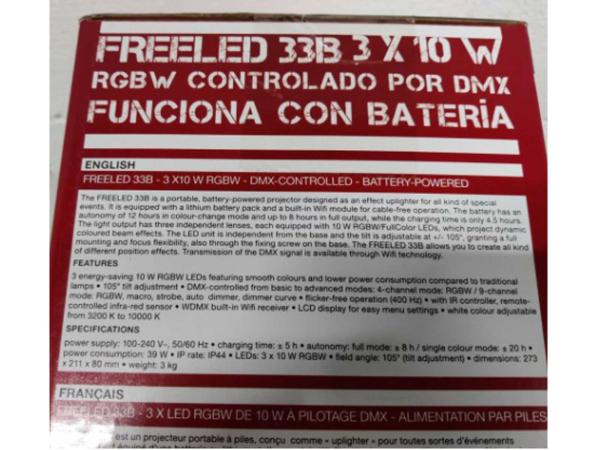 FREELED 33B 3 X 10 W
RGBW CONTROLADO POR DMX
FUNCIONA CON BATERÍA
ENGLISH
FREELED 33B - 3 X10 W RGBW - DMX-CONTROLLED - BATTERY-POWERED
The FREELED 33B is a portable, battery-powered projector designed as an effect uplighter for all kind of special
events. It is equipped with a lithium battery pack and a built-in Wifi module for cable-free operation. The battery has an
autonomy of 12 hours in colour-change mode and up to 8 hours in full output, while the charging time is only 4.5 hours.
The light output has three independent lenses, each equipped with 10 W RGBW/FullColor LEDs, which project dynamic
coloured beam effects. The LED unit is independent from the base and the tilt is adjustable at +/- 105°, granting a full
mounting and focus flexibility, also through the fixing screw on the base. The FREELED 33B allows you to create all kind
of different position effects. Transmission of the DMX signal is available through Wifi technology.
FEATURES
3 energy-saving 10 W RGBW LEDs featuring smooth colours and lower power consumption compared to traditional
lamps • 105° tilt adjustment • DMX-controlled from basic to advanced modes: 4-channel mode: RGBW / 9-channel
mode: RGBW, macro, strobe, auto dimmer, dimmer curve • flicker-free operation (400 Hz) • with IR controller, remote-
controlled infra-red sensor • WDMX built-in Wifi receiver • LCD display for easy menu settings • white colour adjustable
from 3200 K to 10000 K
SPECIFICATIONS
power supply: 100-240 V~, 50/60 Hz • charging time: ± 5 h • autonomy: full mode: ± 8 h / single colour mode: ± 20 h •
power consumption: 39 W • IP rate: IP44 • LEDs: 3 x 10 W RGBW • field angle: 105° (tilt adjustment) • dimensions: 273
x 211 x 80 mm • weight: 3 kg
FRANÇAIS
FREELED 33B - 3 X LED RGBW DE 10 W À PILOTAGE DMX - ALIMENTATION PAR PILES
est un projecteur portable à piles, conçu comme « uplighter » pour toutes sortes d'événements